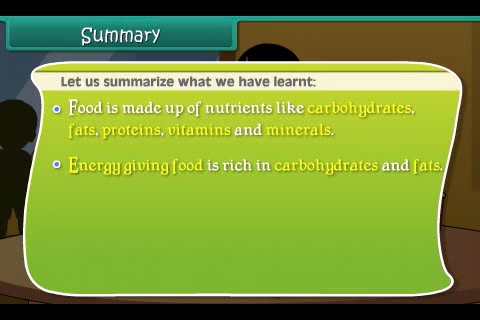 Summary
Let us summarize what we have learnt:
Food is made up of nutrients like carbohydrates,
fats, proteins, vitamins and minerals.
Energy giving food is rich in carbohydrates and fats.